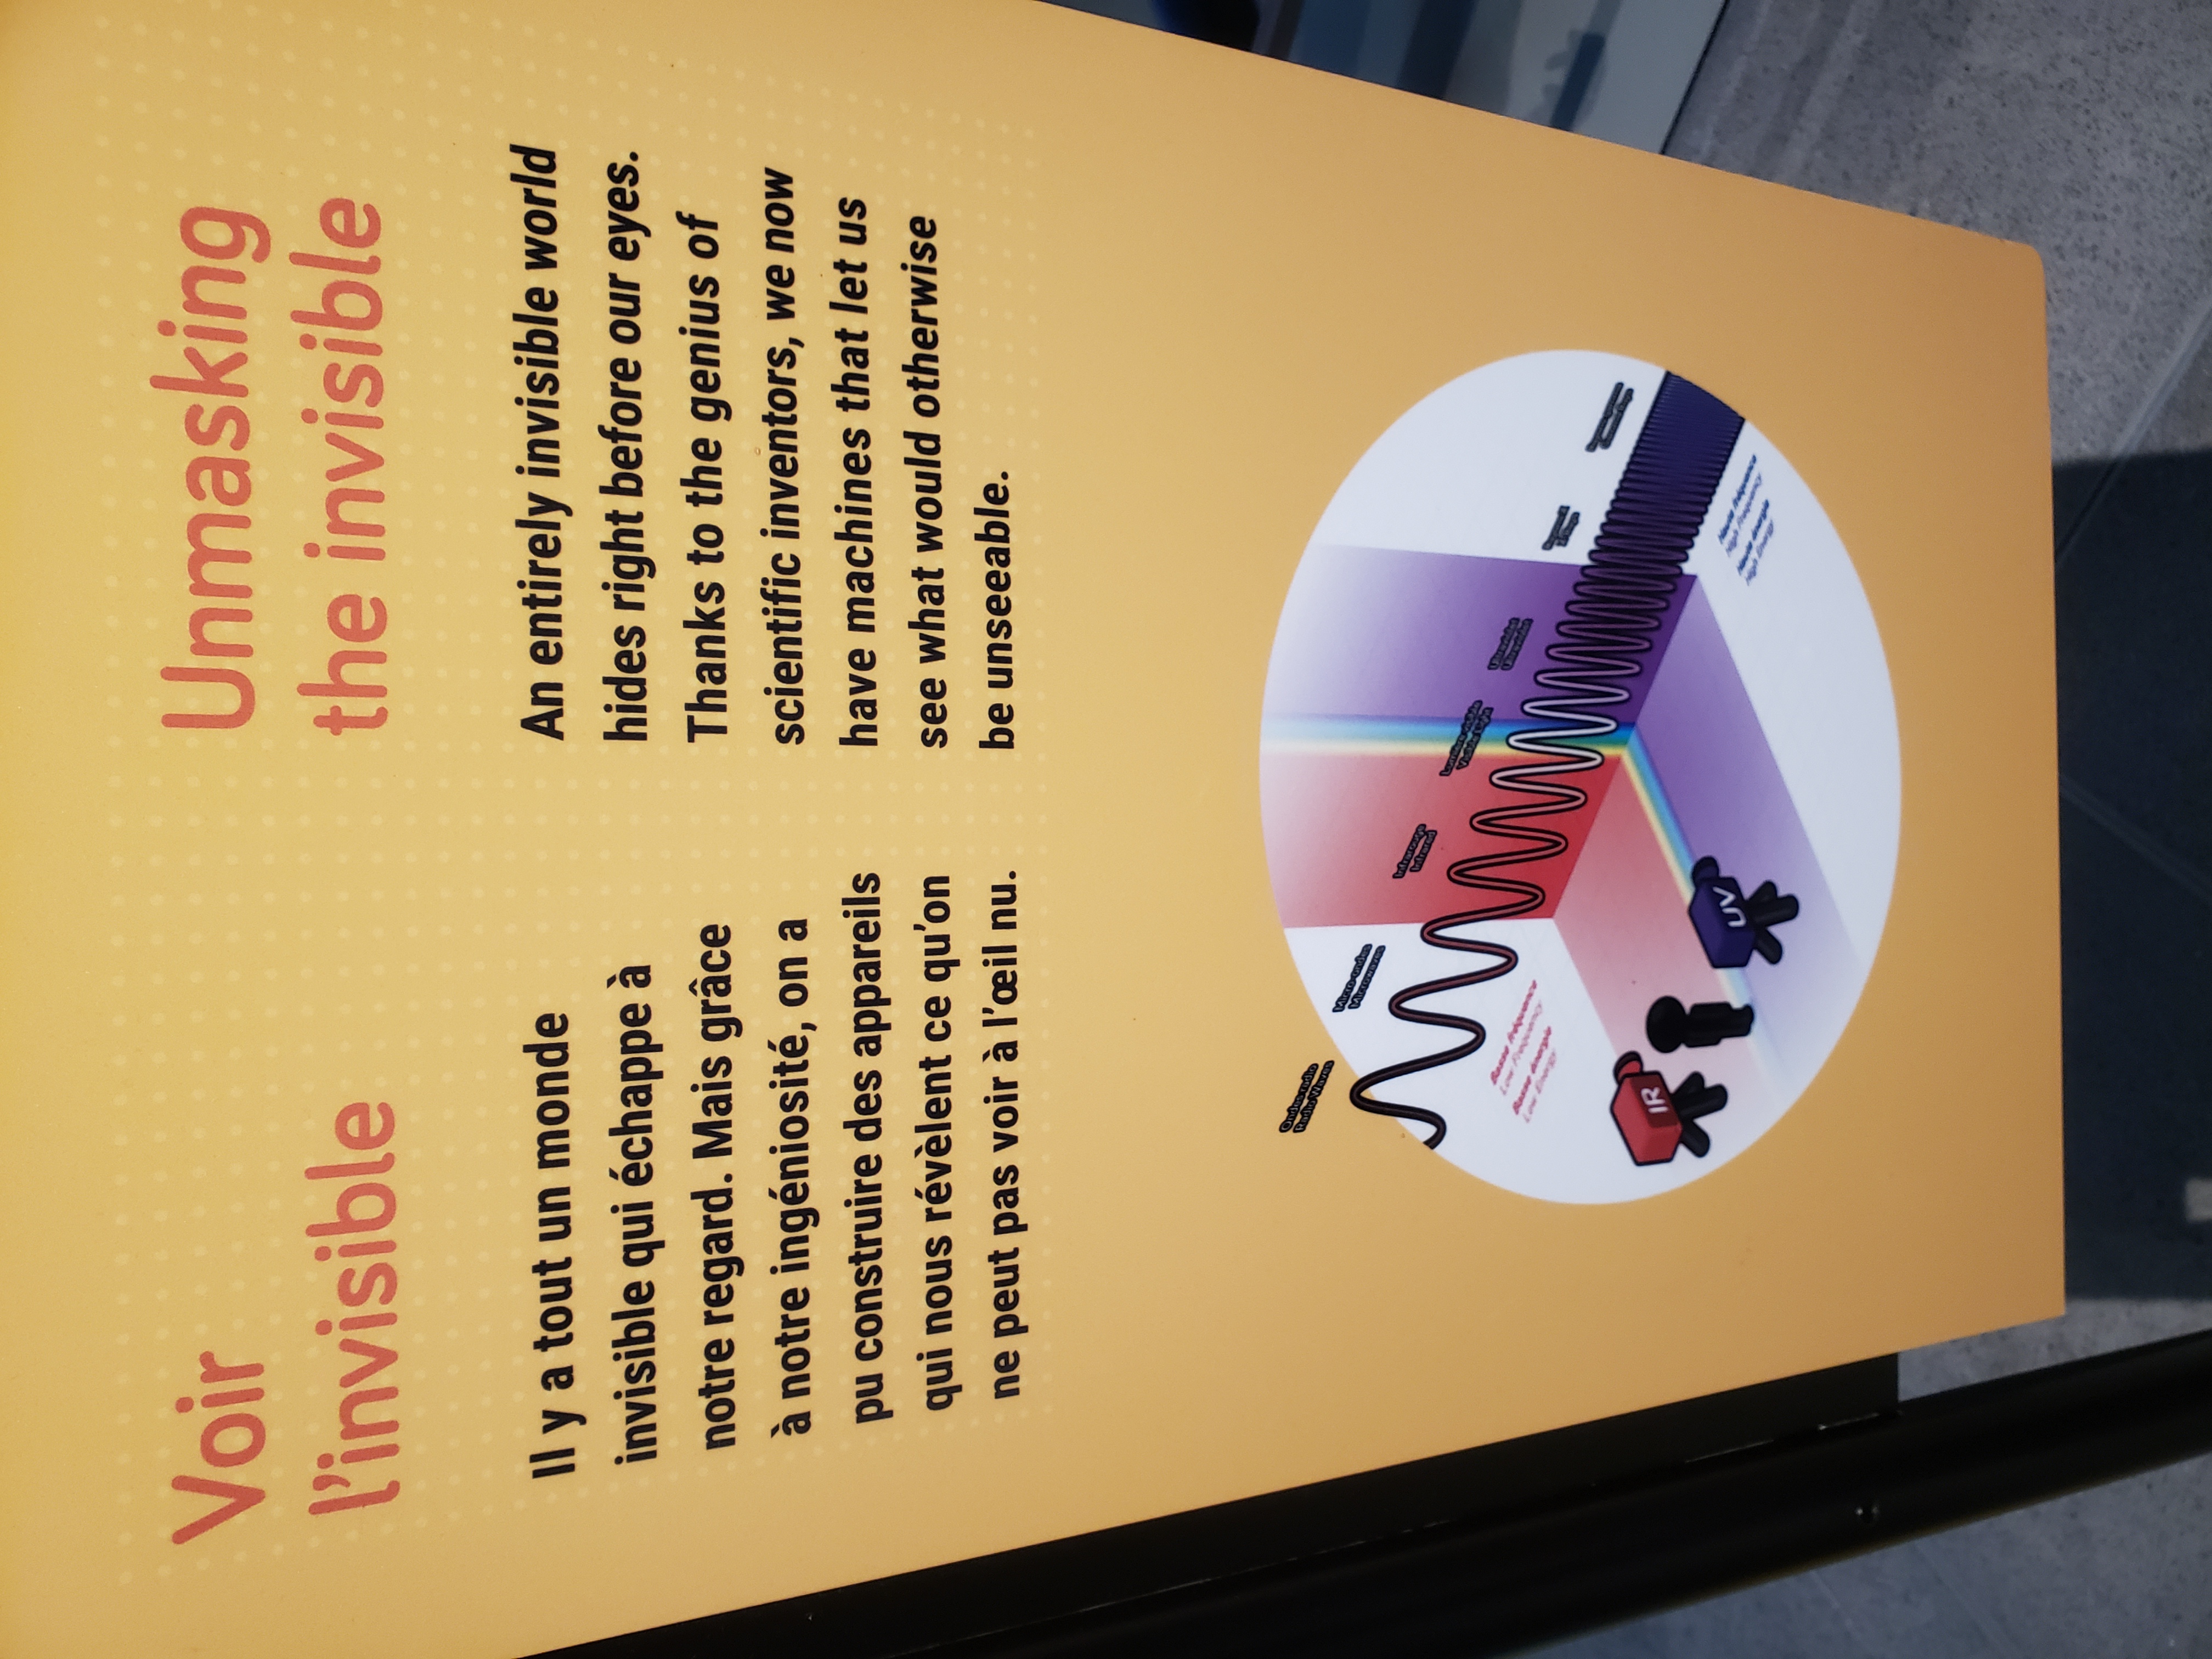 Voir
l'invisible
Il y a tout un monde
invisible qui échappe à
notre regard. Mais grâce
à notre ingéniosité, on a
pu construire des appareils
qui nous révèlent ce qu'on
ne peut pas voir à l'œil nu.
Unmasking
the invisible
An entirely invisible world
hides right before our eyes.
Thanks to the genius of
scientific inventors, we now
have machines that let us
see what would otherwise
be unseeable.
Ondes radio
Radio Waves
Micro-ondes
Microwaves
Infrarouge
Infrared
Lumière visible
Visible Light
Ultraviolet
Ultraviolet
Basse fréquence
Low Frequency
Basse énergie
Low Energy
IR
UV
Haute fréquence
High Frequency
Haute énergie
High Energy